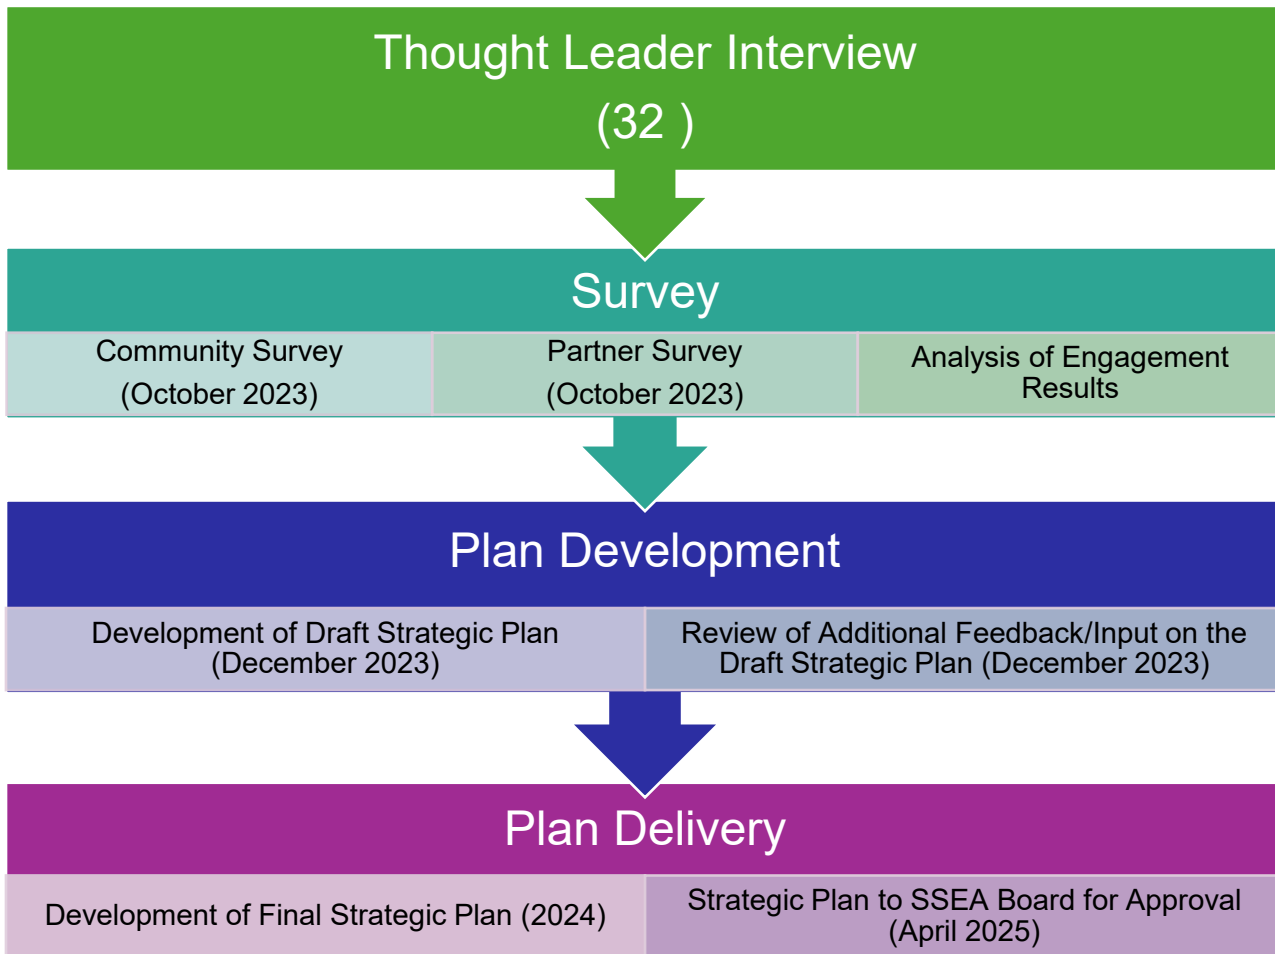 Thought Leader Interview
(32 )
Survey
Community Survey
(October 2023)
Partner Survey
(October 2023)
Analysis of Engagement
Results
Plan Development
Development of Draft Strategic Plan
(December 2023)
Review of Additional Feedback/Input on the
Draft Strategic Plan (December 2023)
Plan Delivery
Development of Final Strategic Plan (2024)
Strategic Plan to SSEA Board for Approval
(April 2025)